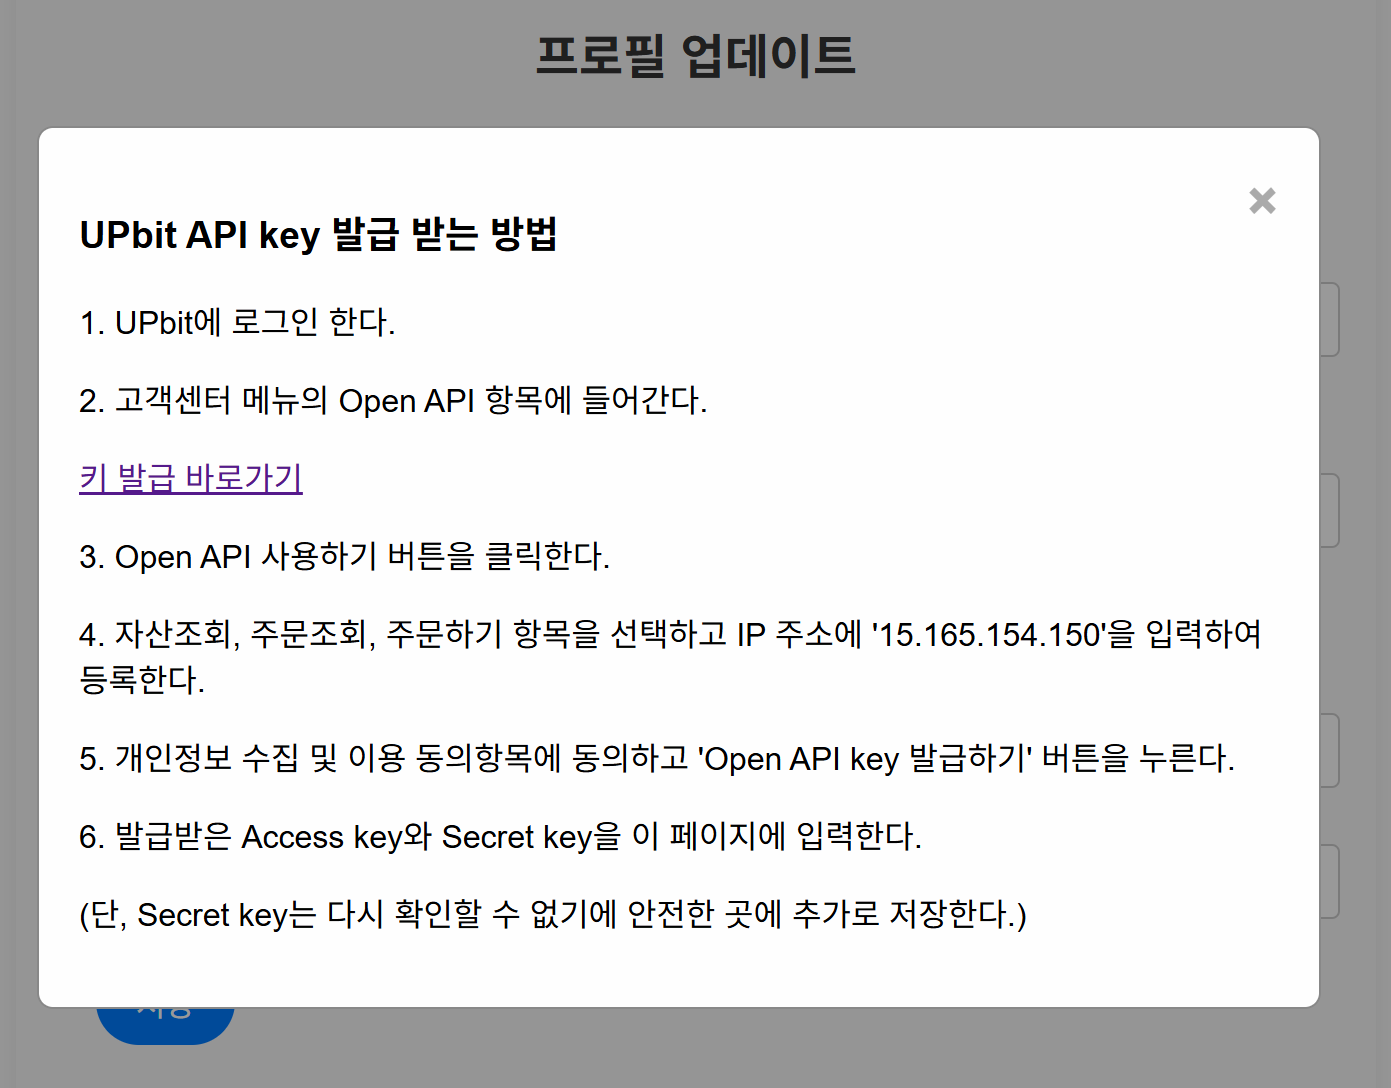 프로필 업데이트
×
UPbit API key 발급 받는 방법
1. UPbit에 로그인 한다.
2. 고객센터 메뉴의 Open API 항목에 들어간다.
키 발급 바로가기
3. Open API 사용하기 버튼을 클릭한다.
4. 자산조회, 주문조회, 주문하기 항목을 선택하고 IP 주소에 '15.165.154.150'을 입력하여
등록한다.
5. 개인정보 수집 및 이용 동의항목에 동의하고 'Open API key 발급하기' 버튼을 누른다.
6. 발급받은 Access key와 Secret key을 이 페이지에 입력한다.
(단, Secret key는 다시 확인할 수 없기에 안전한 곳에 추가로 저장한다.)